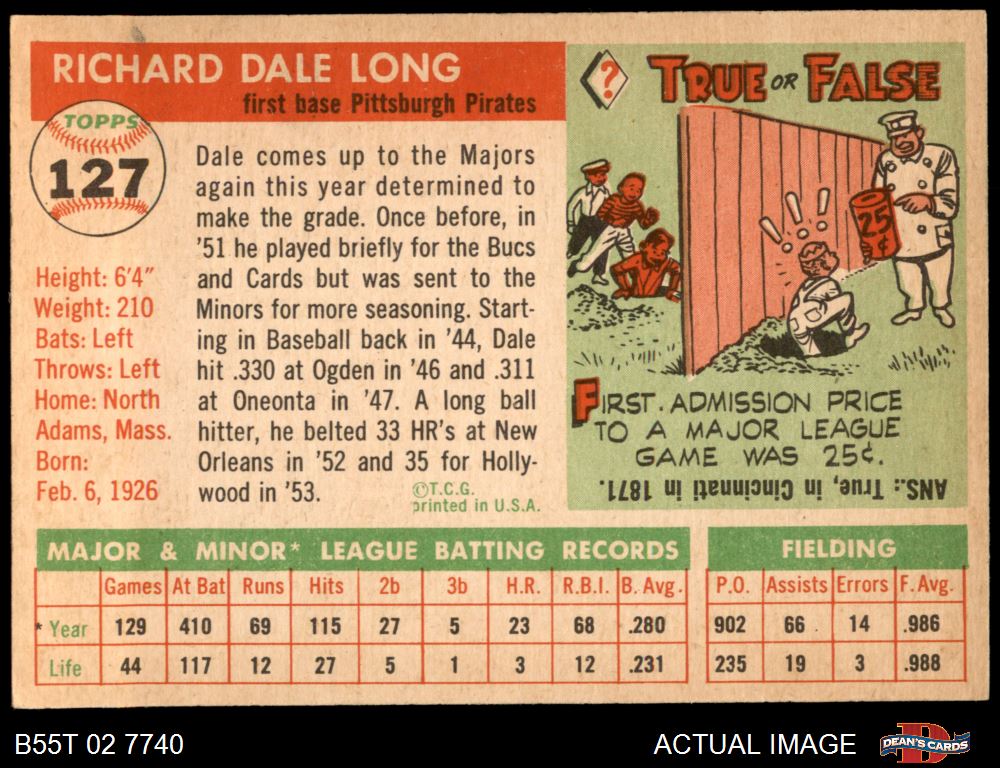 RICHARD DALE LONG
first base Pittsburgh Pirates
TOPPS
127
Height: 6'4"
Weight: 210
Bats: Left
Throws: Left
Home: North
Adams, Mass.
Born:
Feb. 6, 1926
Dale comes up to the Majors
again this year determined to
make the grade. Once before, in
'51 he played briefly for the Bucs
and Cards but was sent to the
Minors for more seasoning. Start-
ing in Baseball back in '44, Dale
hit .330 at Ogden in '46 and .311
at Oneonta in '47. A long ball
hitter, he belted 33 HR's at New
Orleans in '52 and 35 for Holly-
wood in '53.
©T.C.G.
printed in U.S.A.
?
TRUE OR FALSE
! ! !
25¢
FIRST ADMISSION PRICE
TO A MAJOR LEAGUE
GAME WAS 25¢.
ANS.: True, in Cincinnati in 1871.
MAJOR & MINOR* LEAGUE BATTING RECORDS
Games At Bat Runs Hits 2b 3b H.R. R.B.I. B. Avg.
* Year 129 410 69 115 27 5 23 68 .280
Life 44 117 12 27 5 1 3 12 .231
FIELDING
P.O. Assists Errors F. Avg.
902 66 14 .986
235 19 3 .988
B55T 02 7740
ACTUAL IMAGE
D
DEAN'S CARDS